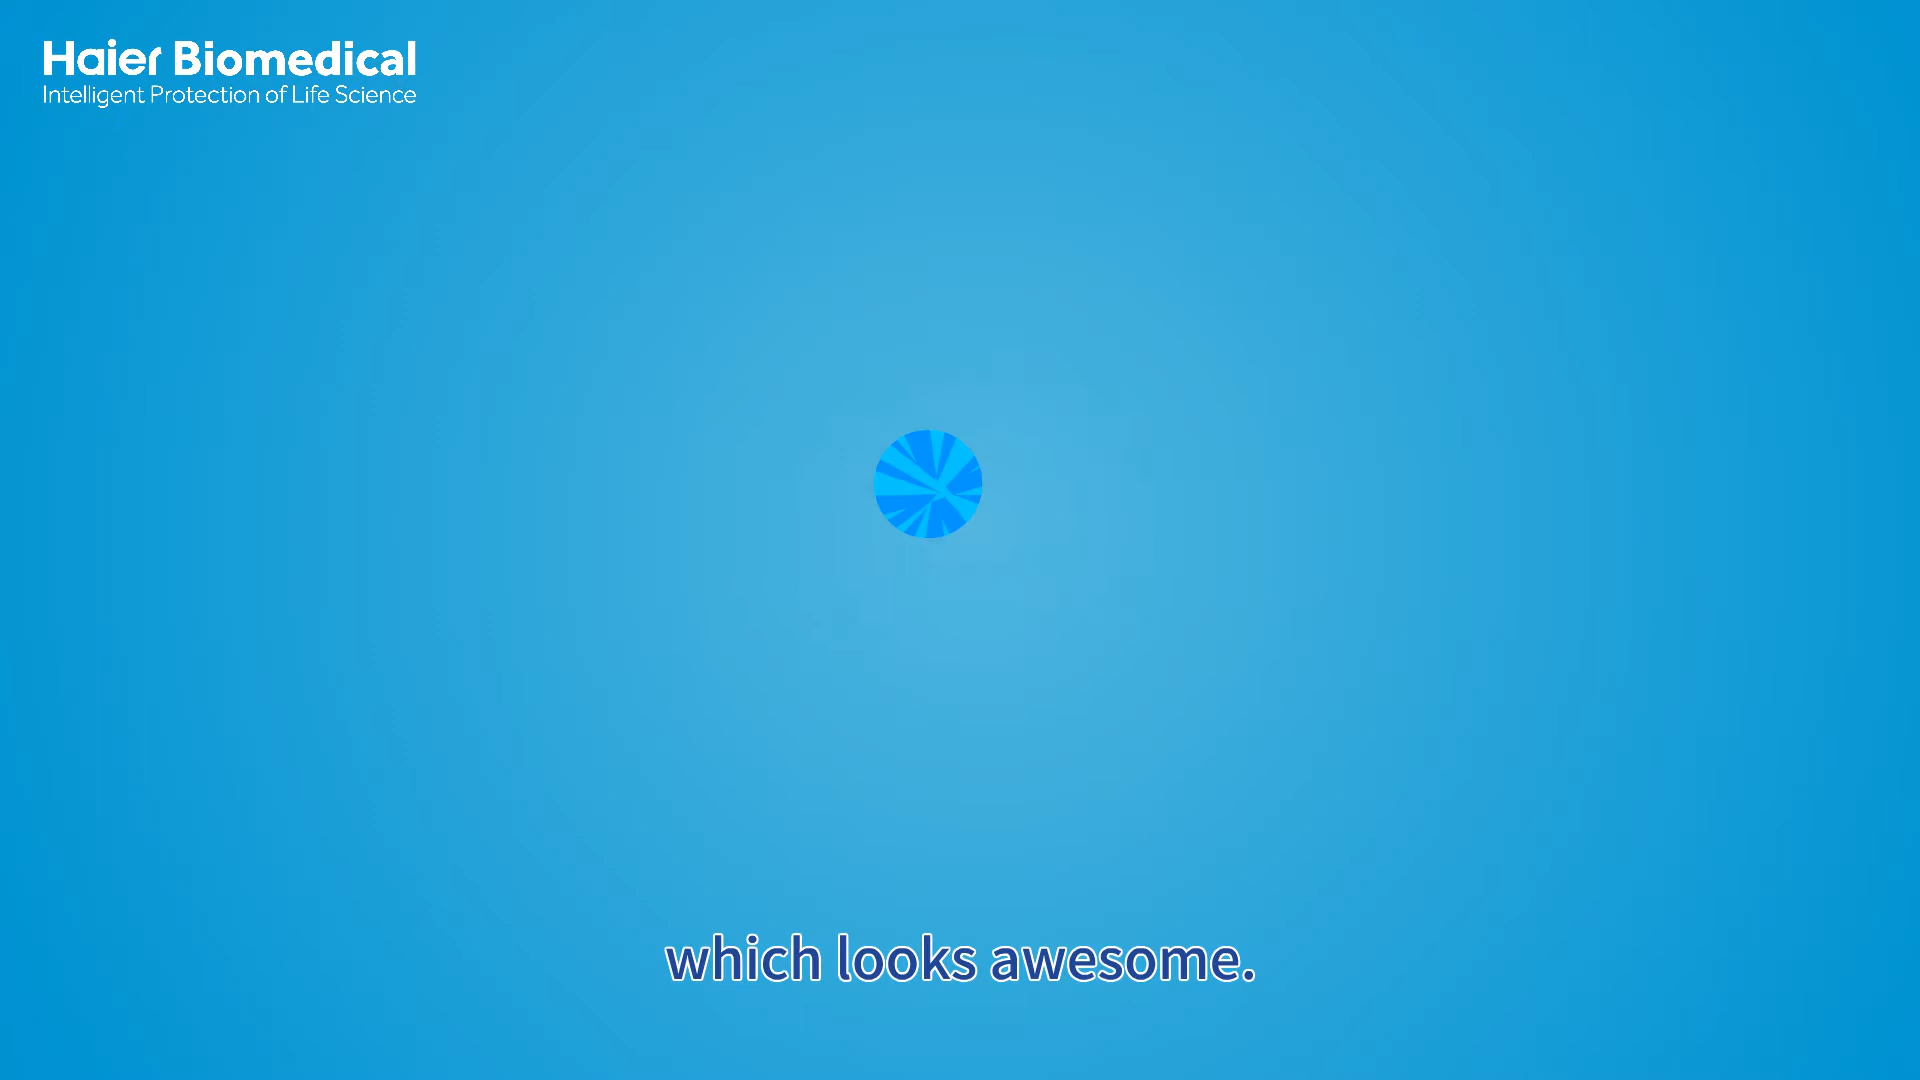 Haier Biomedical
Intelligent Protection of Life Science
which looks awesome.